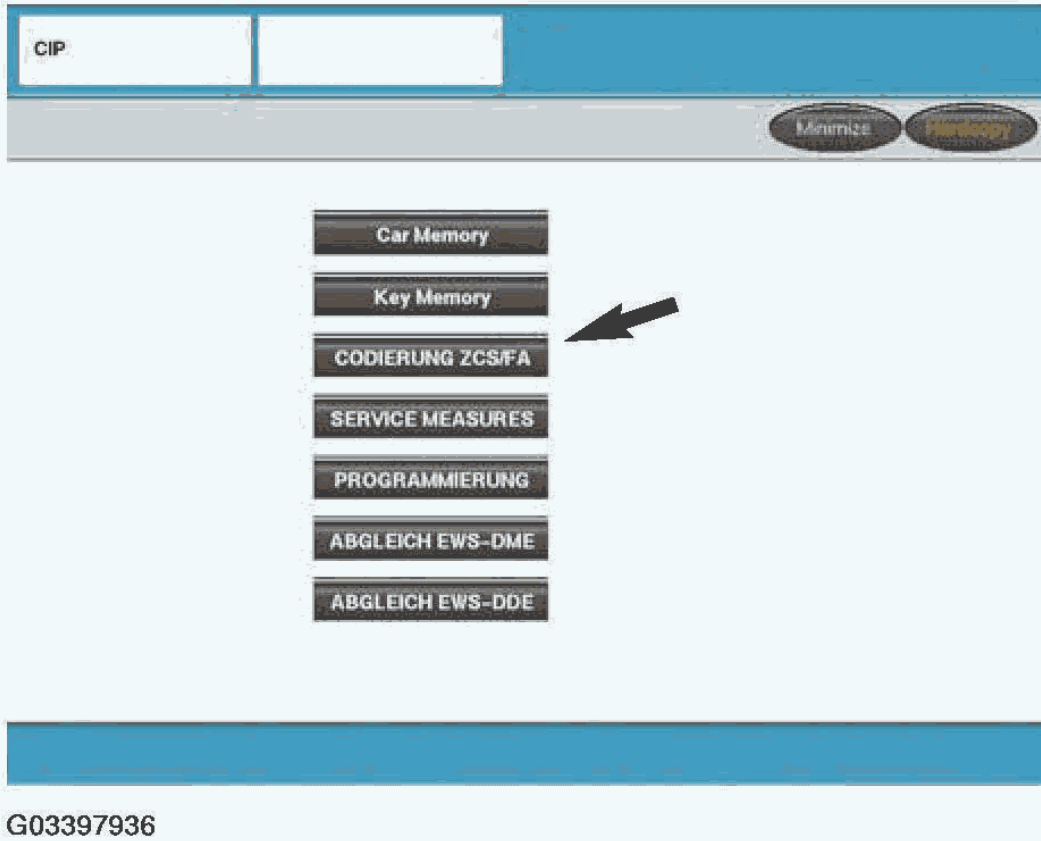 CIP
Minimize Hardcopy
Car Memory
Key Memory
CODIERUNG ZCS/FA
SERVICE MEASURES
PROGRAMMIERUNG
ABGLEICH EWS-DME
ABGLEICH EWS-DDE
G03397936